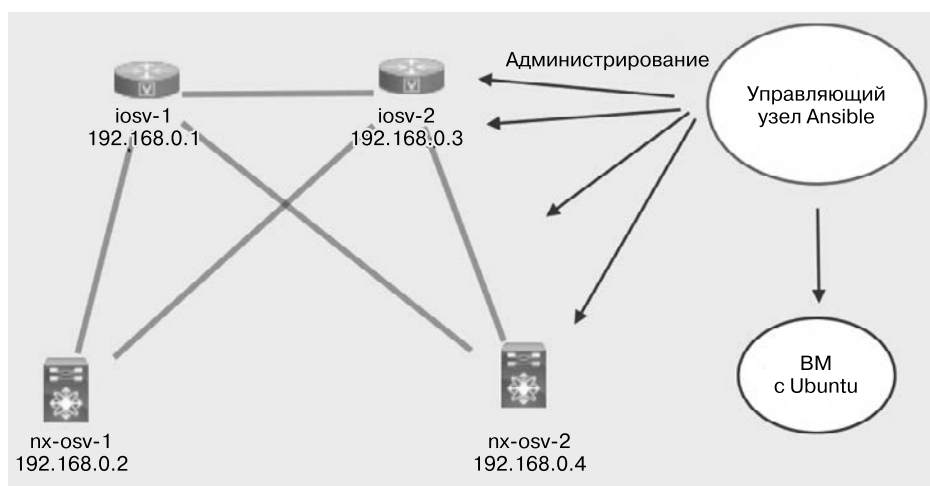 Администрирование
Управляющий
узел Ansible
iosv-1
192.168.0.1
iosv-2
192.168.0.3
V
V
ВМ
с Ubuntu
nx-osv-1
192.168.0.2
nx-osv-2
192.168.0.4